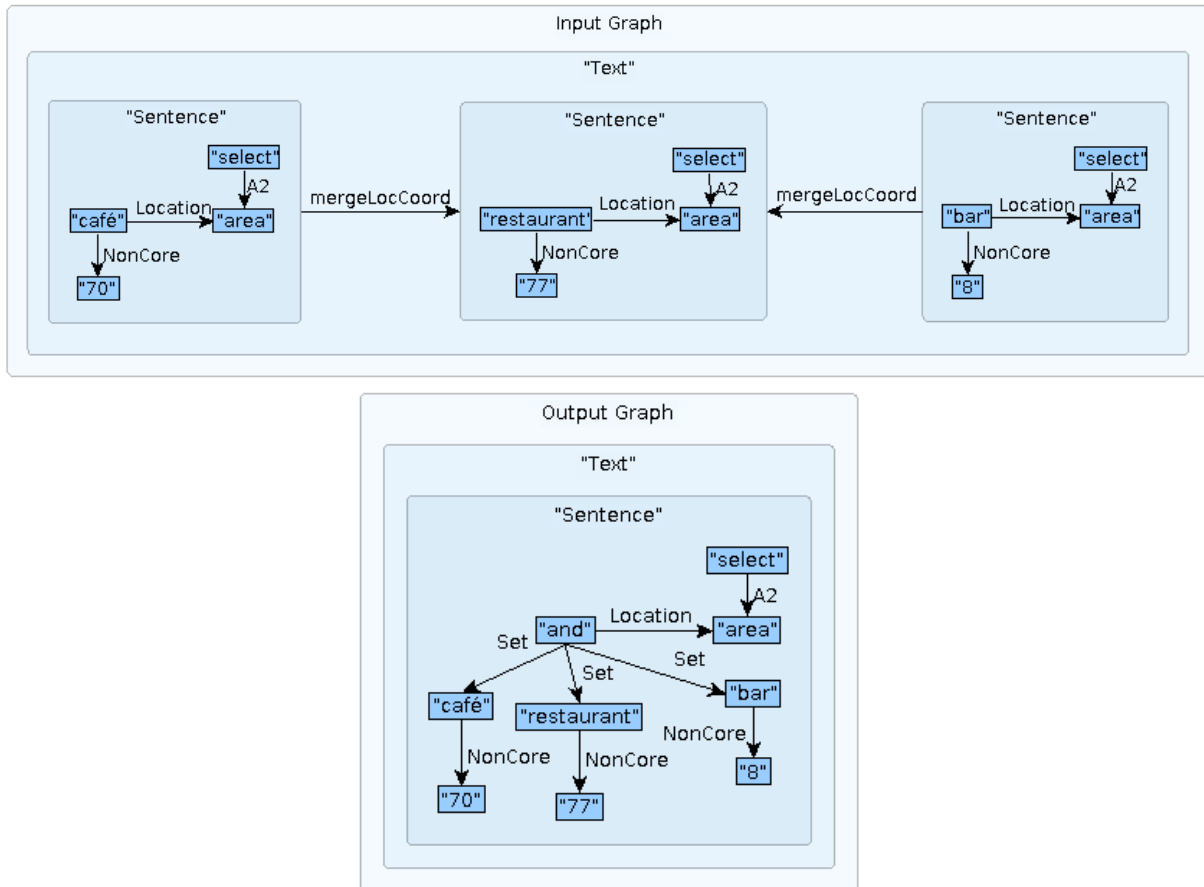 Input Graph
"Text"
"Sentence"
"select"
A2
"café"
Location
"area"
NonCore
"70"
mergeLocCoord
"Sentence"
"select"
A2
"restaurant"
Location
"area"
NonCore
"77"
mergeLocCoord
"Sentence"
"select"
A2
"bar"
Location
"area"
NonCore
"8"
Output Graph
"Text"
"Sentence"
"select"
A2
"and"
Location
"area"
Set
Set
Set
"café"
"restaurant"
"bar"
NonCore
NonCore
NonCore
"70"
"77"
"8"